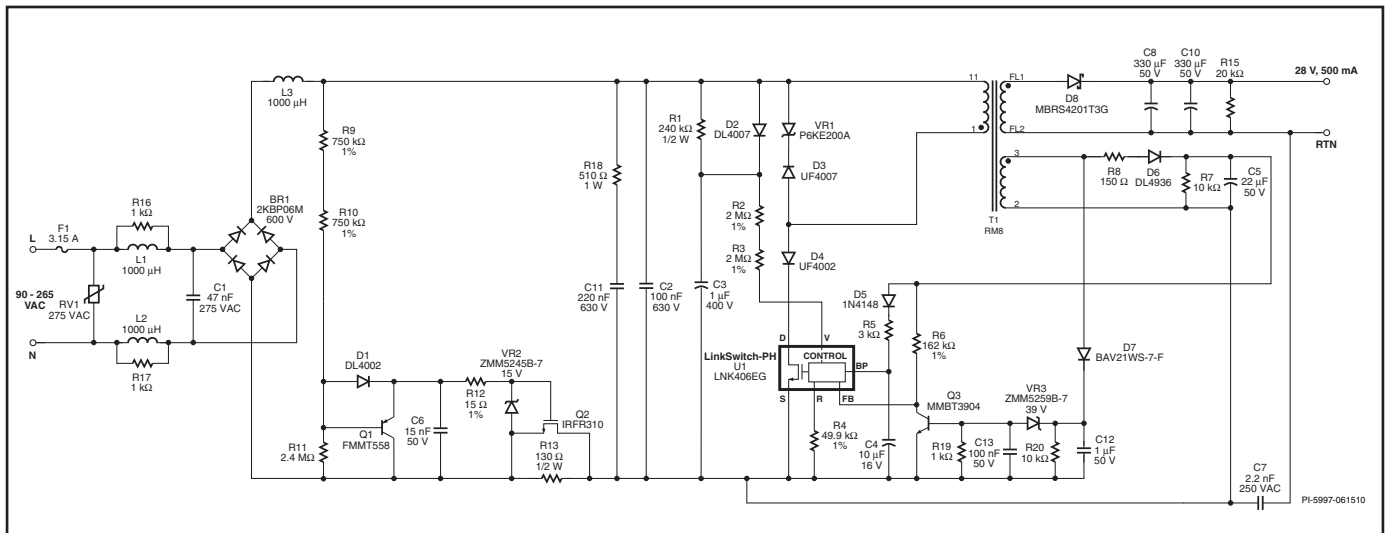 L3
1000 µH
R9
750 kΩ
1%
R10
750 kΩ
1%
BR1
2KBP06M
600 V
F1
3.15 A
L
R16
1 kΩ
L1
1000 µH
90 - 265
VAC
RV1
275 VAC
C1
47 nF
275 VAC
L2
1000 µH
N
R17
1 kΩ
D1
DL4002
Q1
FMMT558
R11
2.4 MΩ
C6
15 nF
50 V
R12
15 Ω
1%
VR2
ZMM5245B-7
15 V
Q2
IRFR310
R13
130 Ω
1/2 W
R18
510 Ω
1 W
C11
220 nF
630 V
C2
100 nF
630 V
R1
240 kΩ
1/2 W
C3
1 µF
400 V
D2
DL4007
VR1
P6KE200A
D3
UF4007
R2
2 MΩ
1%
R3
2 MΩ
1%
D4
UF4002
D
V
LinkSwitch-PH
U1
LNK406EG
CONTROL
BP
S
R
FB
R4
49.9 kΩ
1%
D5
1N4148
R5
3 kΩ
C4
10 µF
16 V
R6
162 kΩ
1%
Q3
MMBT3904
R19
1 kΩ
C13
100 nF
50 V
VR3
ZMM5259B-7
39 V
R20
10 kΩ
C12
1 µF
50 V
D7
BAV21WS-7-F
11
1
FL1
FL2
3
2
T1
RM8
D8
MBRS4201T3G
C8
330 µF
50 V
C10
330 µF
50 V
R15
20 kΩ
28 V, 500 mA
RTN
R8
150 Ω
D6
DL4936
R7
10 kΩ
C5
22 µF
50 V
C7
2.2 nF
250 VAC
PI-5997-061510